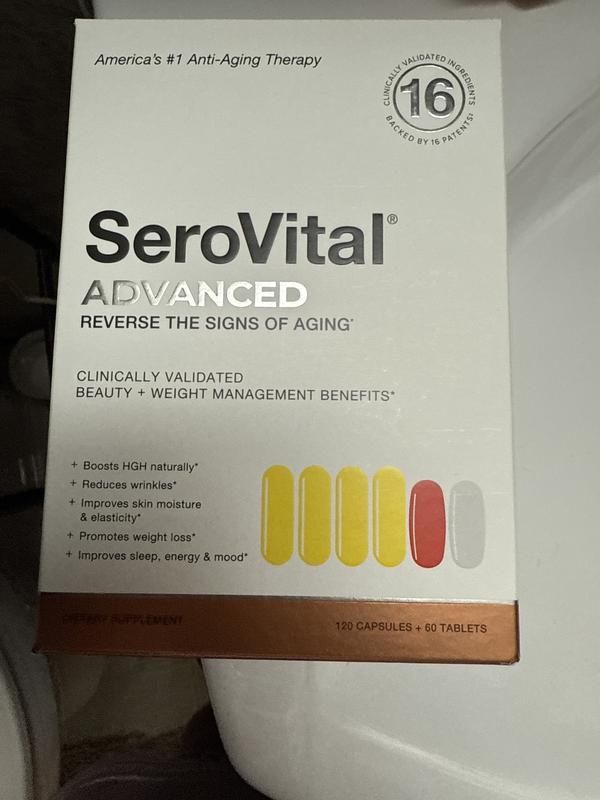 America's #1 Anti-Aging Therapy
CLINICALLY VALIDATED INGREDIENTS
16
BACKED BY 16 PATENTS‡
SeroVital®
ADVANCED
REVERSE THE SIGNS OF AGING*
CLINICALLY VALIDATED
BEAUTY + WEIGHT MANAGEMENT BENEFITS*
+ Boosts HGH naturally*
+ Reduces wrinkles*
+ Improves skin moisture
& elasticity*
+ Promotes weight loss*
+ Improves sleep, energy & mood*
DIETARY SUPPLEMENT
120 CAPSULES + 60 TABLETS